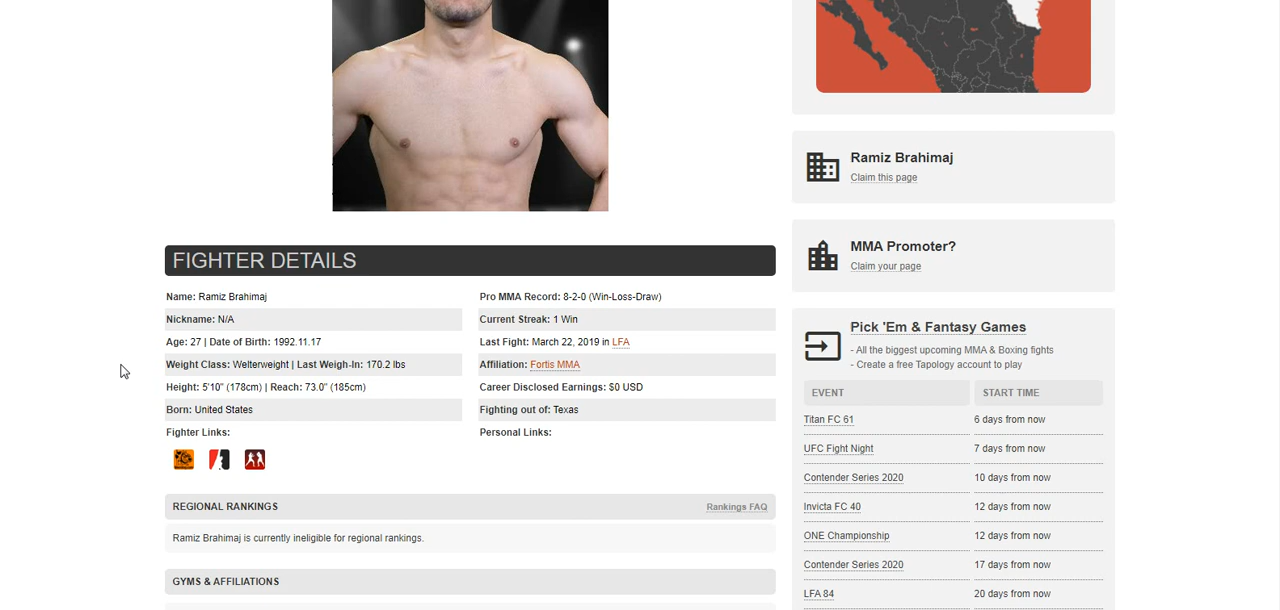 FIGHTER DETAILS
Name: Ramiz Brahimaj
Nickname: N/A
Age: 27 | Date of Birth: 1992.11.17
Weight Class: Welterweight | Last Weigh-In: 170.2 lbs
Height: 5'10" (178cm) | Reach: 73.0" (185cm)
Born: United States
Fighter Links:
Pro MMA Record: 8-2-0 (Win-Loss-Draw)
Current Streak: 1 Win
Last Fight: March 22, 2019 in LFA
Affiliation: Fortis MMA
Career Disclosed Earnings: $0 USD
Fighting out of: Texas
Personal Links:
REGIONAL RANKINGS Rankings FAQ
Ramiz Brahimaj is currently ineligible for regional rankings.
GYMS & AFFILIATIONS
Ramiz Brahimaj
Claim this page
MMA Promoter?
Claim your page
Pick 'Em & Fantasy Games
- All the biggest upcoming MMA & Boxing fights
- Create a free Tapology account to play
EVENT START TIME
Titan FC 61 6 days from now
UFC Fight Night 7 days from now
Contender Series 2020 10 days from now
Invicta FC 40 12 days from now
ONE Championship 12 days from now
Contender Series 2020 17 days from now
LFA 84 20 days from now